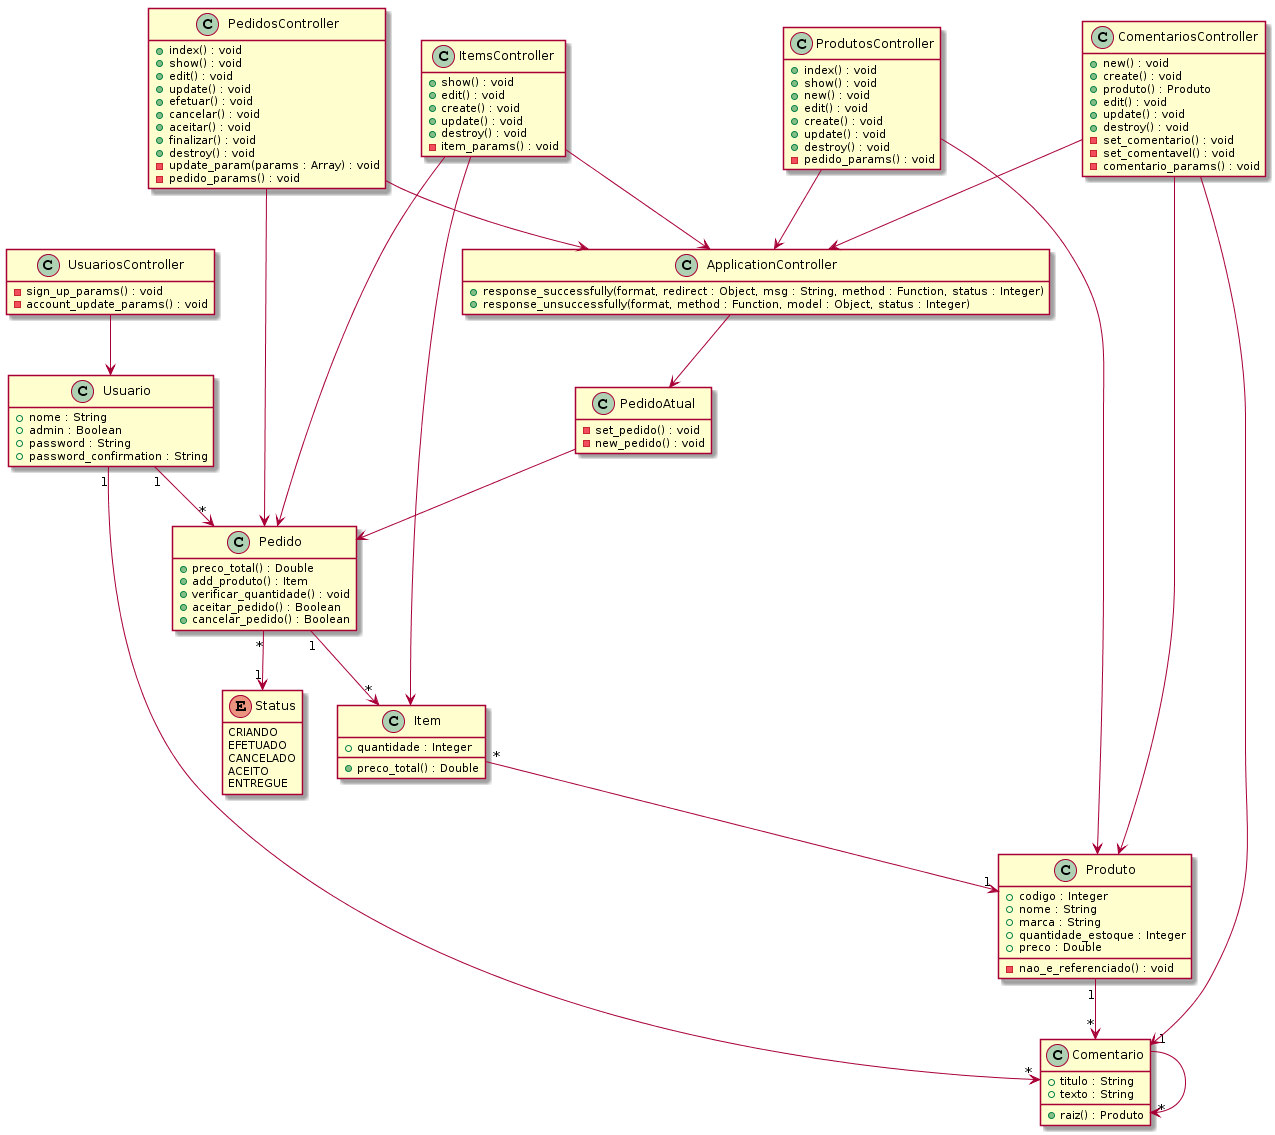 C PedidosController
index() : void
show() : void
edit() : void
update() : void
efetuar() : void
cancelar() : void
aceitar() : void
finalizar() : void
destroy() : void
update_param(params : Array) : void
pedido_params() : void
C ItemsController
show() : void
edit() : void
create() : void
update() : void
destroy() : void
item_params() : void
C ProdutosController
index() : void
show() : void
new() : void
edit() : void
create() : void
update() : void
destroy() : void
pedido_params() : void
C ComentariosController
new() : void
create() : void
produto() : Produto
edit() : void
update() : void
destroy() : void
set_comentario() : void
set_comentavel() : void
comentario_params() : void
C UsuariosController
sign_up_params() : void
account_update_params() : void
C ApplicationController
response_successfully(format, redirect : Object, msg : String, method : Function, status : Integer)
response_unsuccessfully(format, method : Function, model : Object, status : Integer)
C Usuario
nome : String
admin : Boolean
password : String
password_confirmation : String
C PedidoAtual
set_pedido() : void
new_pedido() : void
1
1
*
C Pedido
preco_total() : Double
add_produto() : Item
verificar_quantidade() : void
aceitar_pedido() : Boolean
cancelar_pedido() : Boolean
*
1
1
*
E Status
CRIANDO
EFETUADO
CANCELADO
ACEITO
ENTREGUE
C Item
quantidade : Integer
preco_total() : Double
*
1
C Produto
codigo : Integer
nome : String
marca : String
quantidade_estoque : Integer
preco : Double
nao_e_referenciado() : void
1
*
1
*
C Comentario
titulo : String
texto : String
raiz() : Produto
*